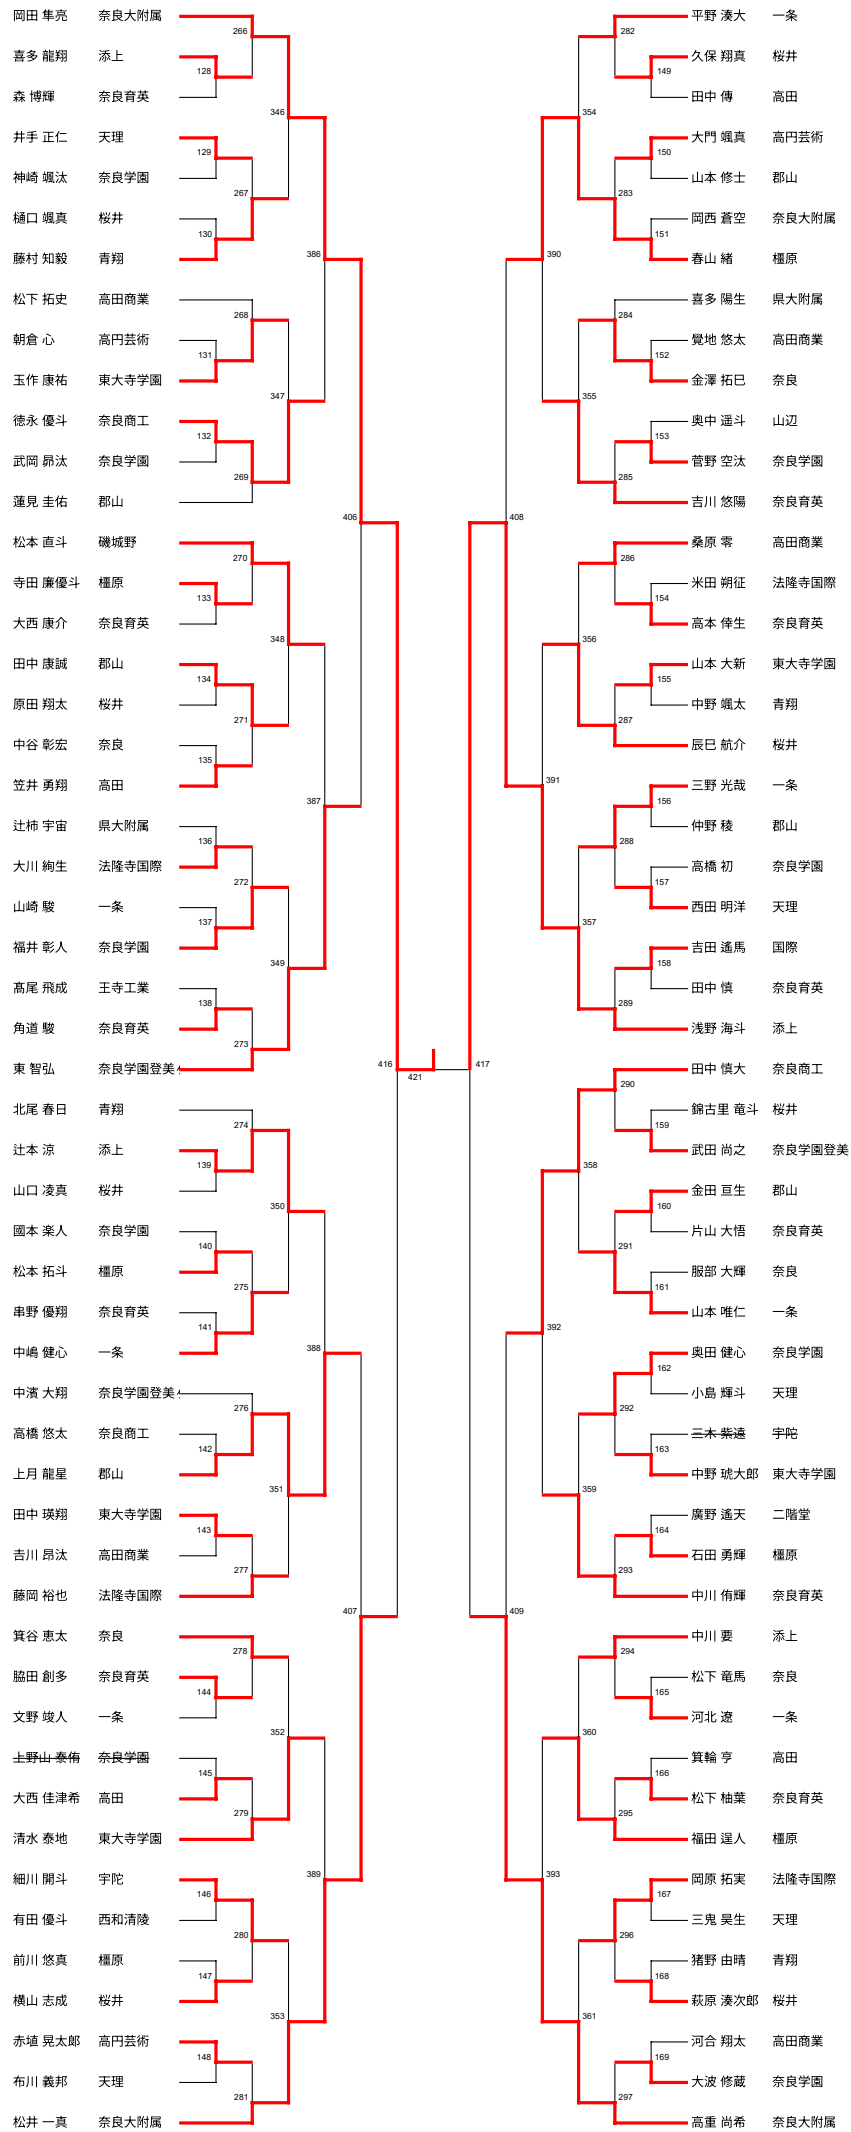 岡田 隼亮 奈良大附属
266
喜多 龍翔 添上
128
森 博輝 奈良育英
346
井手 正仁 天理
129
神崎 颯汰 奈良学園
267
樋口 颯真 桜井
130
藤村 知毅 青翔
386
松下 拓史 高田商業
268
朝倉 心 高円芸術
131
玉作 康祐 東大寺学園
347
徳永 優斗 奈良商工
132
武岡 昴汰 奈良学園
269
蓮見 圭佑 郡山
406
松本 直斗 磯城野
270
寺田 廉優斗 橿原
133
大西 康介 奈良育英
348
田中 康誠 郡山
134
原田 翔太 桜井
271
中谷 彰宏 奈良
135
笠井 勇翔 高田
387
辻柿 宇宙 県大附属
136
大川 絢生 法隆寺国際
272
山崎 駿 一条
137
福井 彰人 奈良学園
349
髙尾 飛成 王寺工業
138
角道 駿 奈良育英
273
東 智弘 奈良学園登美
416
421
北尾 春日 青翔
274
辻本 涼 添上
139
山口 凌真 桜井
350
國本 楽人 奈良学園
140
松本 拓斗 橿原
275
串野 優翔 奈良育英
141
中嶋 健心 一条
388
中濱 大翔 奈良学園登美
276
高橋 悠太 奈良商工
142
上月 龍星 郡山
351
田中 瑛翔 東大寺学園
143
吉川 昂汰 高田商業
277
藤岡 裕也 法隆寺国際
407
箕谷 恵太 奈良
278
脇田 創多 奈良育英
144
文野 竣人 一条
352
上野山 泰侑 奈良学園
145
大西 佳津希 高田
279
清水 泰地 東大寺学園
389
細川 開斗 宇陀
146
有田 優斗 西和清陵
280
前川 悠真 橿原
147
横山 志成 桜井
353
赤埴 晃太郎 高円芸術
148
布川 義邦 天理
281
松井 一真 奈良大附属
平野 湊大 一条
282
久保 翔真 桜井
149
田中 傳 高田
354
大門 颯真 高円芸術
150
山本 修士 郡山
283
岡西 蒼空 奈良大附属
151
春山 緒 橿原
390
喜多 陽生 県大附属
284
覺地 悠太 高田商業
152
金澤 拓巳 奈良
355
奥中 遥斗 山辺
153
菅野 空汰 奈良学園
285
吉川 悠陽 奈良育英
408
桑原 零 高田商業
286
米田 朔征 法隆寺国際
154
高本 倖生 奈良育英
356
山本 大新 東大寺学園
155
中野 颯太 青翔
287
辰巳 航介 桜井
391
三野 光哉 一条
156
仲野 稜 郡山
288
高橋 初 奈良学園
157
西田 明洋 天理
357
吉田 遙馬 国際
158
田中 慎 奈良育英
289
浅野 海斗 添上
417
田中 慎大 奈良商工
290
錦古里 竜斗 桜井
159
武田 尚之 奈良学園登美
358
金田 亘生 郡山
160
片山 大悟 奈良育英
291
服部 大輝 奈良
161
山本 唯仁 一条
392
奥田 健心 奈良学園
162
小島 輝斗 天理
292
三木 紫遠 宇陀
163
中野 琥太郎 東大寺学園
359
廣野 遙天 二階堂
164
石田 勇輝 橿原
293
中川 侑輝 奈良育英
409
中川 要 添上
294
松下 竜馬 奈良
165
河北 遼 一条
360
箕輪 亨 高田
166
松下 柚葉 奈良育英
295
福田 逞人 橿原
393
岡原 拓実 法隆寺国際
167
三鬼 昊生 天理
296
猪野 由晴 青翔
168
萩原 湊次郎 桜井
361
河合 翔太 高田商業
169
大波 修蔵 奈良学園
297
高重 尚希 奈良大附属